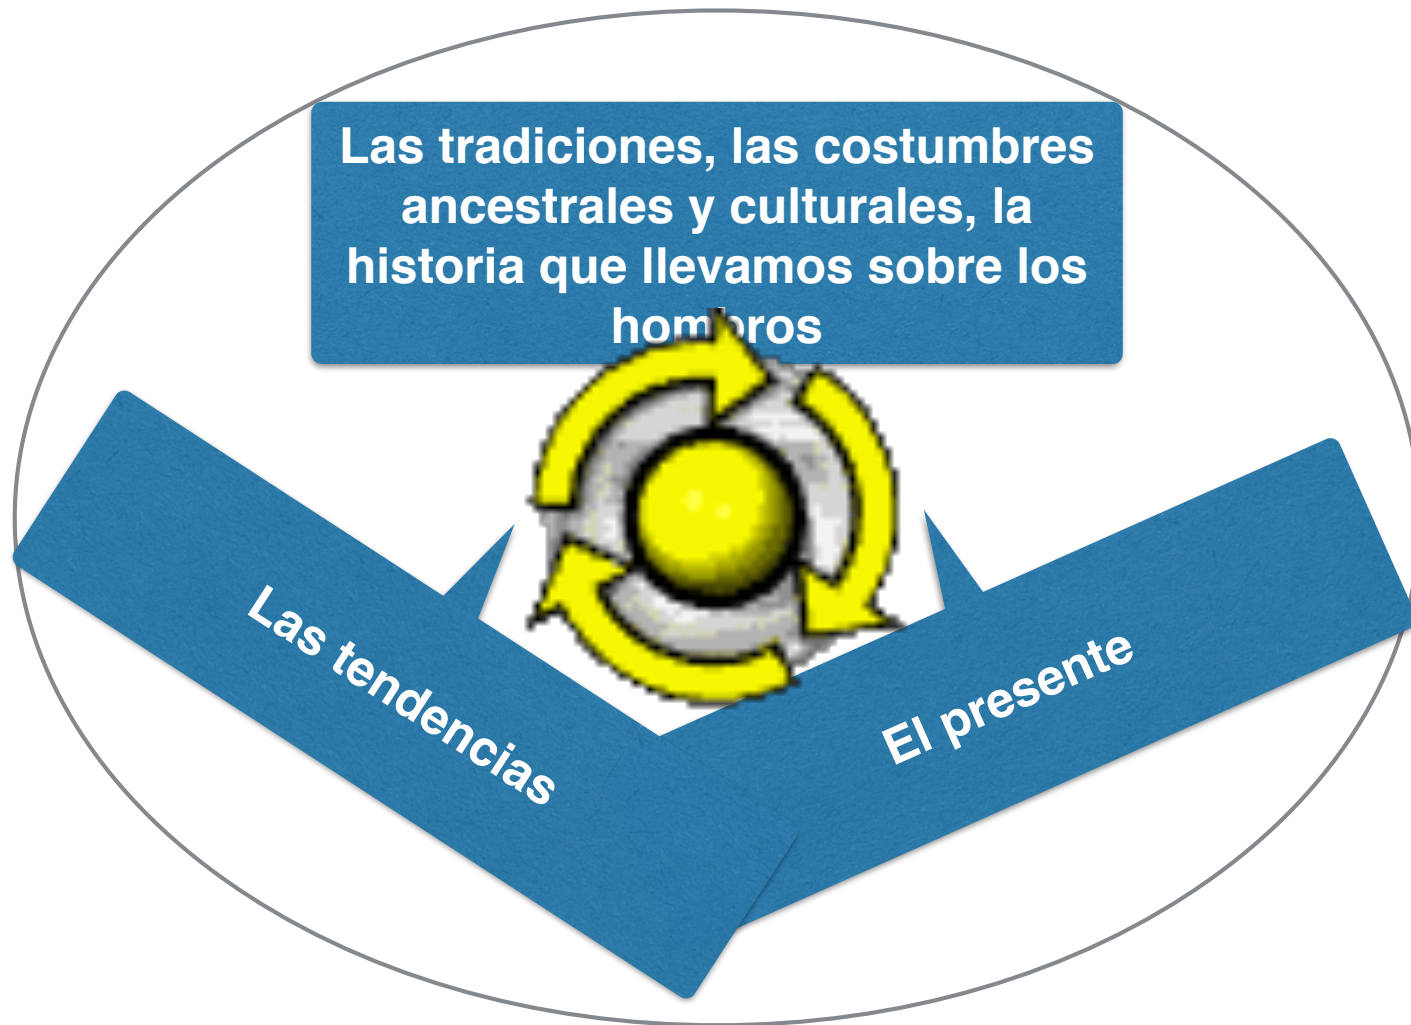 Las tradiciones, las costumbres
ancestrales y culturales, la
historia que llevamos sobre los
hombros
Las tendencias
El presente